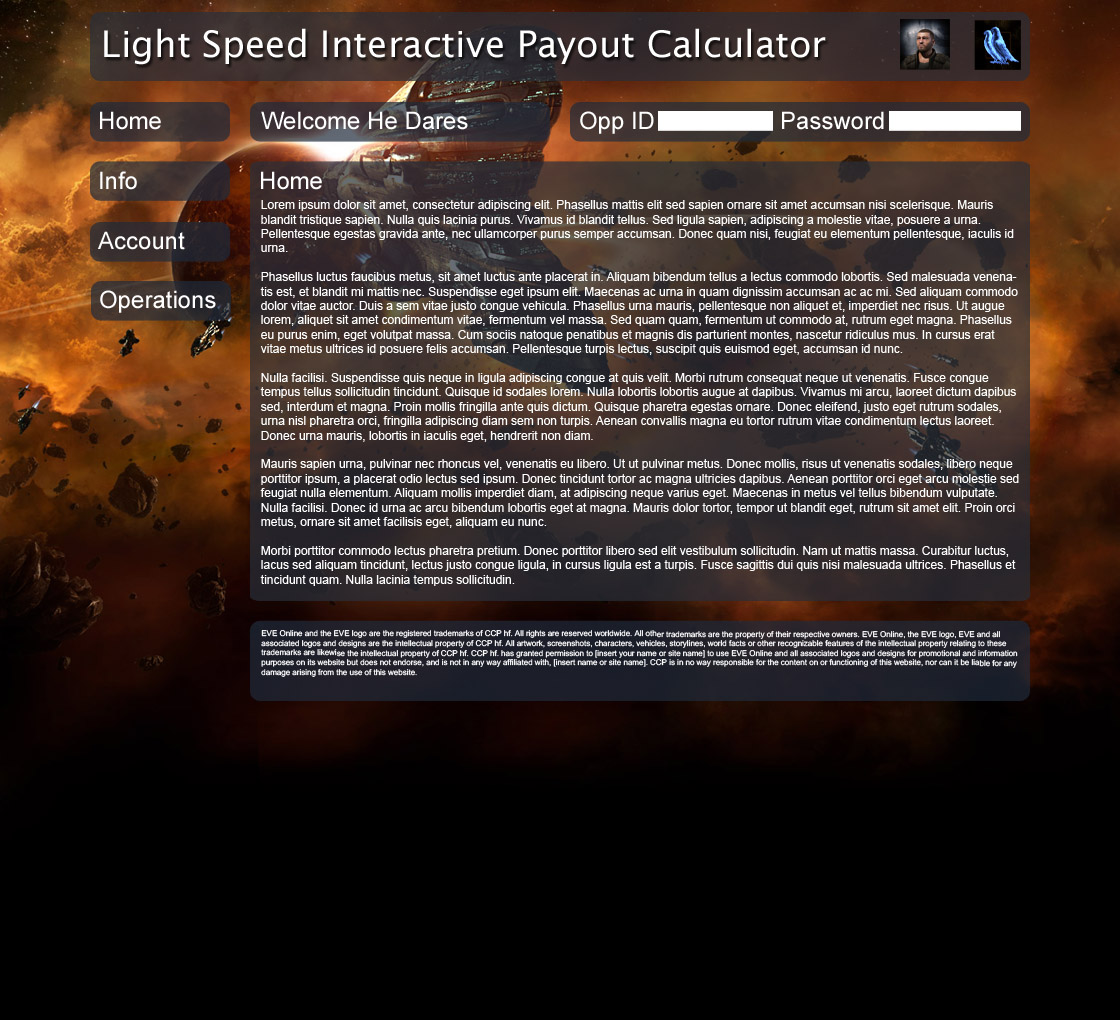 Light Speed Interactive Payout Calculator
Home
Welcome He Dares
Opp ID
Password
Info
Account
Operations
Home
Lorem ipsum dolor sit amet, consectetur adipiscing elit. Phasellus mattis elit sed sapien ornare sit amet accumsan nisi scelerisque. Mauris
blandit tristique sapien. Nulla quis lacinia purus. Vivamus id blandit tellus. Sed ligula sapien, adipiscing a molestie vitae, posuere a urna.
Pellentesque egestas gravida ante, nec ullamcorper purus semper accumsan. Donec quam nisi, feugiat eu elementum pellentesque, iaculis id
urna.
Phasellus luctus faucibus metus, sit amet luctus ante placerat in. Aliquam bibendum tellus a lectus commodo lobortis. Sed malesuada venena-
tis est, et blandit mi mattis nec. Suspendisse eget ipsum elit. Maecenas ac urna in quam dignissim accumsan ac ac mi. Sed aliquam commodo
dolor vitae auctor. Duis a sem vitae justo congue vehicula. Phasellus urna mauris, pellentesque non aliquet et, imperdiet nec risus. Ut augue
lorem, aliquet sit amet condimentum vitae, fermentum vel massa. Sed quam quam, fermentum ut commodo at, rutrum eget magna. Phasellus
eu purus enim, eget volutpat massa. Cum sociis natoque penatibus et magnis dis parturient montes, nascetur ridiculus mus. In cursus erat
vitae metus ultrices id posuere felis accumsan. Pellentesque turpis lectus, suscipit quis euismod eget, accumsan id nunc.
Nulla facilisi. Suspendisse quis neque in ligula adipiscing congue at quis velit. Morbi rutrum consequat neque ut venenatis. Fusce congue
tempus tellus sollicitudin tincidunt. Quisque id sodales lorem. Nulla lobortis lobortis augue at dapibus. Vivamus mi arcu, laoreet dictum dapibus
sed, interdum et magna. Proin mollis fringilla ante quis dictum. Quisque pharetra egestas ornare. Donec eleifend, justo eget rutrum sodales,
urna nisl pharetra orci, fringilla adipiscing diam sem non turpis. Aenean convallis magna eu tortor rutrum vitae condimentum lectus laoreet.
Donec urna mauris, lobortis in iaculis eget, hendrerit non diam.
Mauris sapien urna, pulvinar nec rhoncus vel, venenatis eu libero. Ut ut pulvinar metus. Donec mollis, risus ut venenatis sodales, libero neque
porttitor ipsum, a placerat odio lectus sed ipsum. Donec tincidunt tortor ac magna ultricies dapibus. Aenean porttitor orci eget arcu molestie sed
feugiat nulla elementum. Aliquam mollis imperdiet diam, at adipiscing neque varius eget. Maecenas in metus vel tellus bibendum vulputate.
Nulla facilisi. Donec id urna ac arcu bibendum lobortis eget at magna. Mauris dolor tortor, tempor ut blandit eget, rutrum sit amet elit. Proin orci
metus, ornare sit amet facilisis eget, aliquam eu nunc.
Morbi porttitor commodo lectus pharetra pretium. Donec porttitor libero sed elit vestibulum sollicitudin. Nam ut mattis massa. Curabitur luctus,
lacus sed aliquam tincidunt, lectus justo congue ligula, in cursus ligula est a turpis. Fusce sagittis dui quis nisi malesuada ultrices. Phasellus et
tincidunt quam. Nulla lacinia tempus sollicitudin.
EVE Online and the EVE logo are the registered trademarks of CCP hf. All rights are reserved worldwide. All other trademarks are the property of their respective owners. EVE Online, the EVE logo, EVE and all
associated logos and designs are the intellectual property of CCP hf. All artwork, screenshots, characters, vehicles, storylines, world facts or other recognizable features of the intellectual property relating to these
trademarks are likewise the intellectual property of CCP hf. CCP hf. has granted permission to [insert your name or site name] to use EVE Online and all associated logos and designs for promotional and information
purposes on its website but does not endorse, and is not in any way affiliated with, [insert name or site name]. CCP is in no way responsible for the content on or functioning of this website, nor can it be liable for any
damage arising from the use of this website.